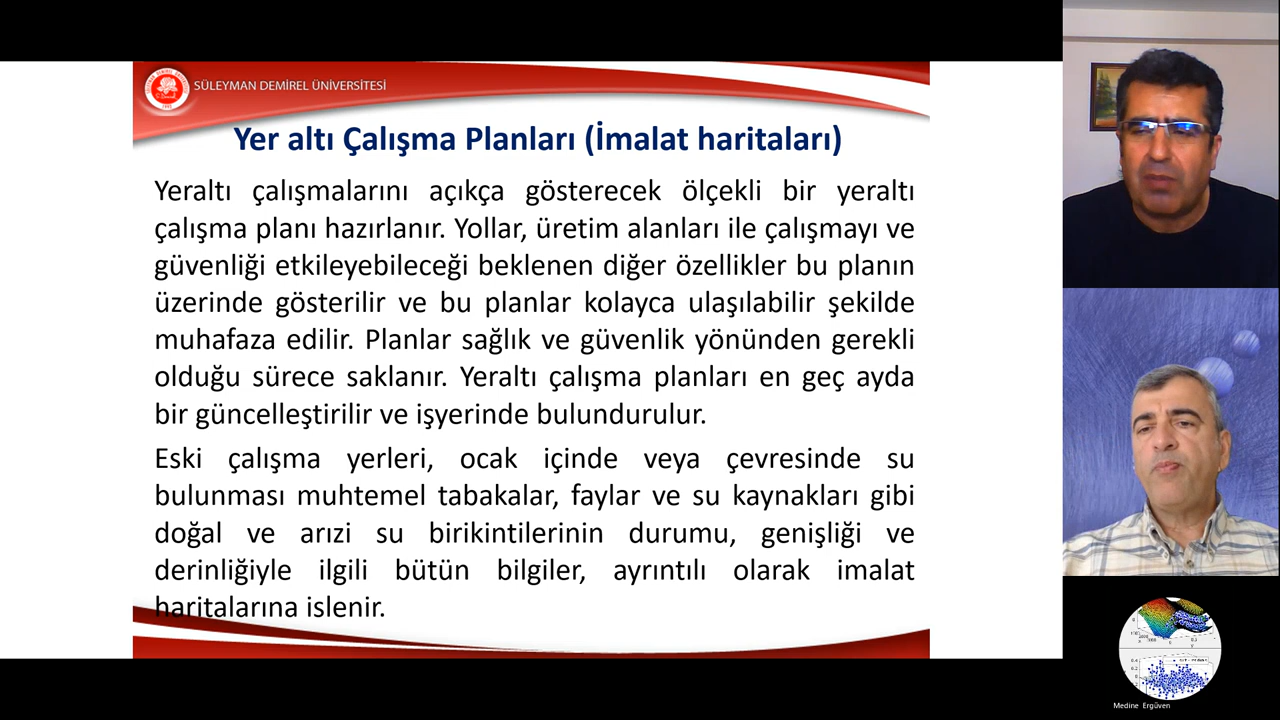 SÜLEYMAN DEMİREL ÜNİVERSİTESİ
Yer altı Çalışma Planları (İmalat haritaları)
Yeraltı çalışmalarını açıkça gösterecek ölçekli bir yeraltı
çalışma planı hazırlanır. Yollar, üretim alanları ile çalışmayı ve
güvenliği etkileyebileceği beklenen diğer özellikler bu planın
üzerinde gösterilir ve bu planlar kolayca ulaşılabilir şekilde
muhafaza edilir. Planlar sağlık ve güvenlik yönünden gerekli
olduğu sürece saklanır. Yeraltı çalışma planları en geç ayda
bir güncelleştirilir ve işyerinde bulundurulur.
Eski çalışma yerleri, ocak içinde veya çevresinde su
bulunması muhtemel tabakalar, faylar ve su kaynakları gibi
doğal ve arızi su birikintilerinin durumu, genişliği ve
derinliğiyle ilgili bütün bilgiler, ayrıntılı olarak imalat
haritalarına islenir.
Medine Ergüven